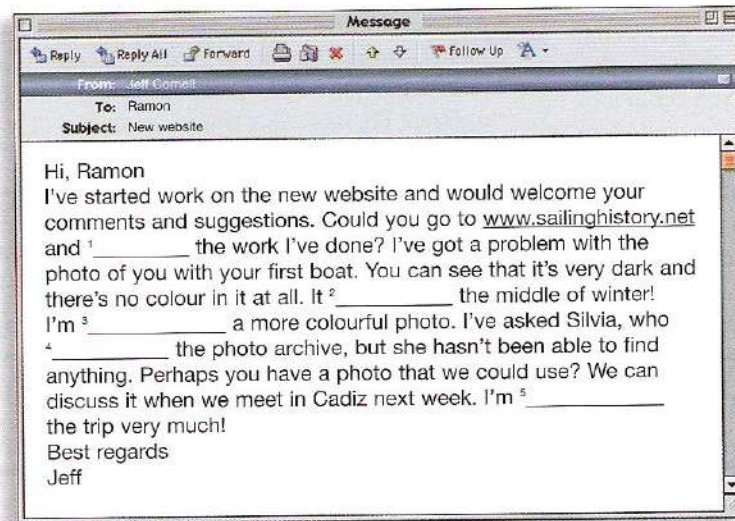 Message
Reply Reply All Forward Follow Up A
From: Jeff Cornell
To: Ramon
Subject: New website
Hi, Ramon
I've started work on the new website and would welcome your
comments and suggestions. Could you go to www.sailinghistory.net
and ¹________ the work I've done? I've got a problem with the
photo of you with your first boat. You can see that it's very dark and
there's no colour in it at all. It ²__________ the middle of winter!
I'm ³____________ a more colourful photo. I've asked Silvia, who
⁴__________ the photo archive, but she hasn't been able to find
anything. Perhaps you have a photo that we could use? We can
discuss it when we meet in Cadiz next week. I'm ⁵____________
the trip very much!
Best regards
Jeff